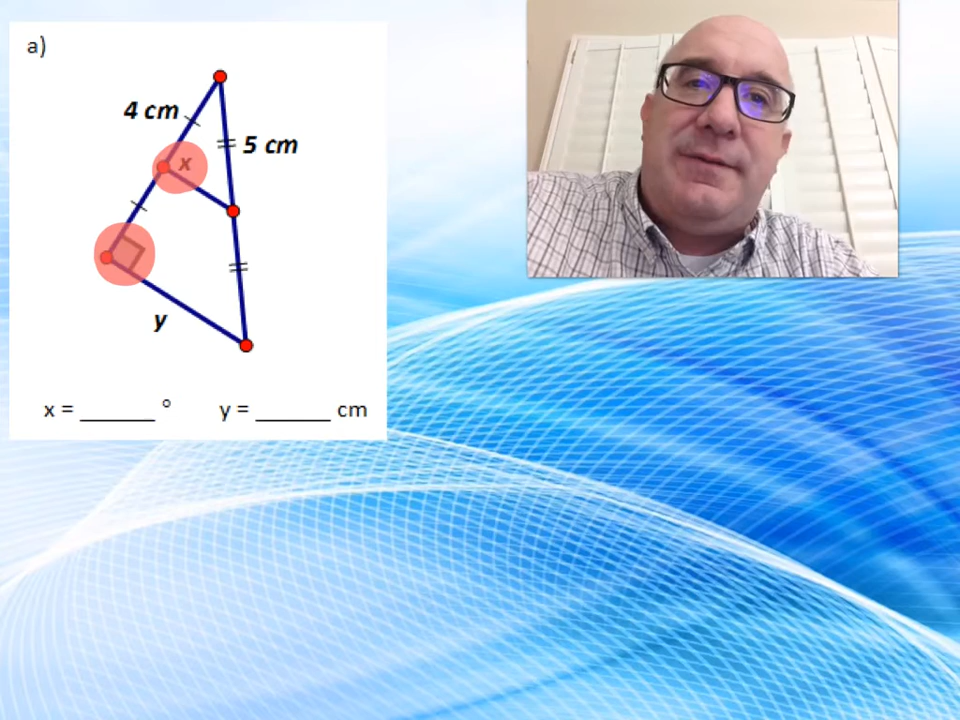 a)
4 cm
5 cm
x
y
x = _______ ° y = _______ cm